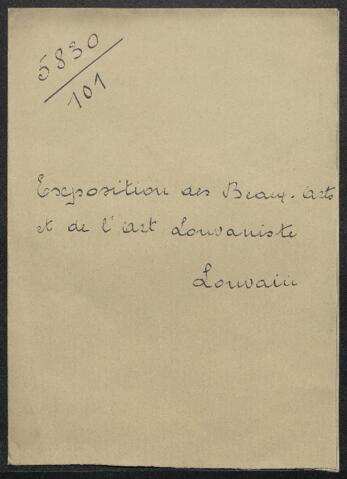 5830
101
Exposition des Beaux-Arts
et de l'Art Louvaniste
Louvain